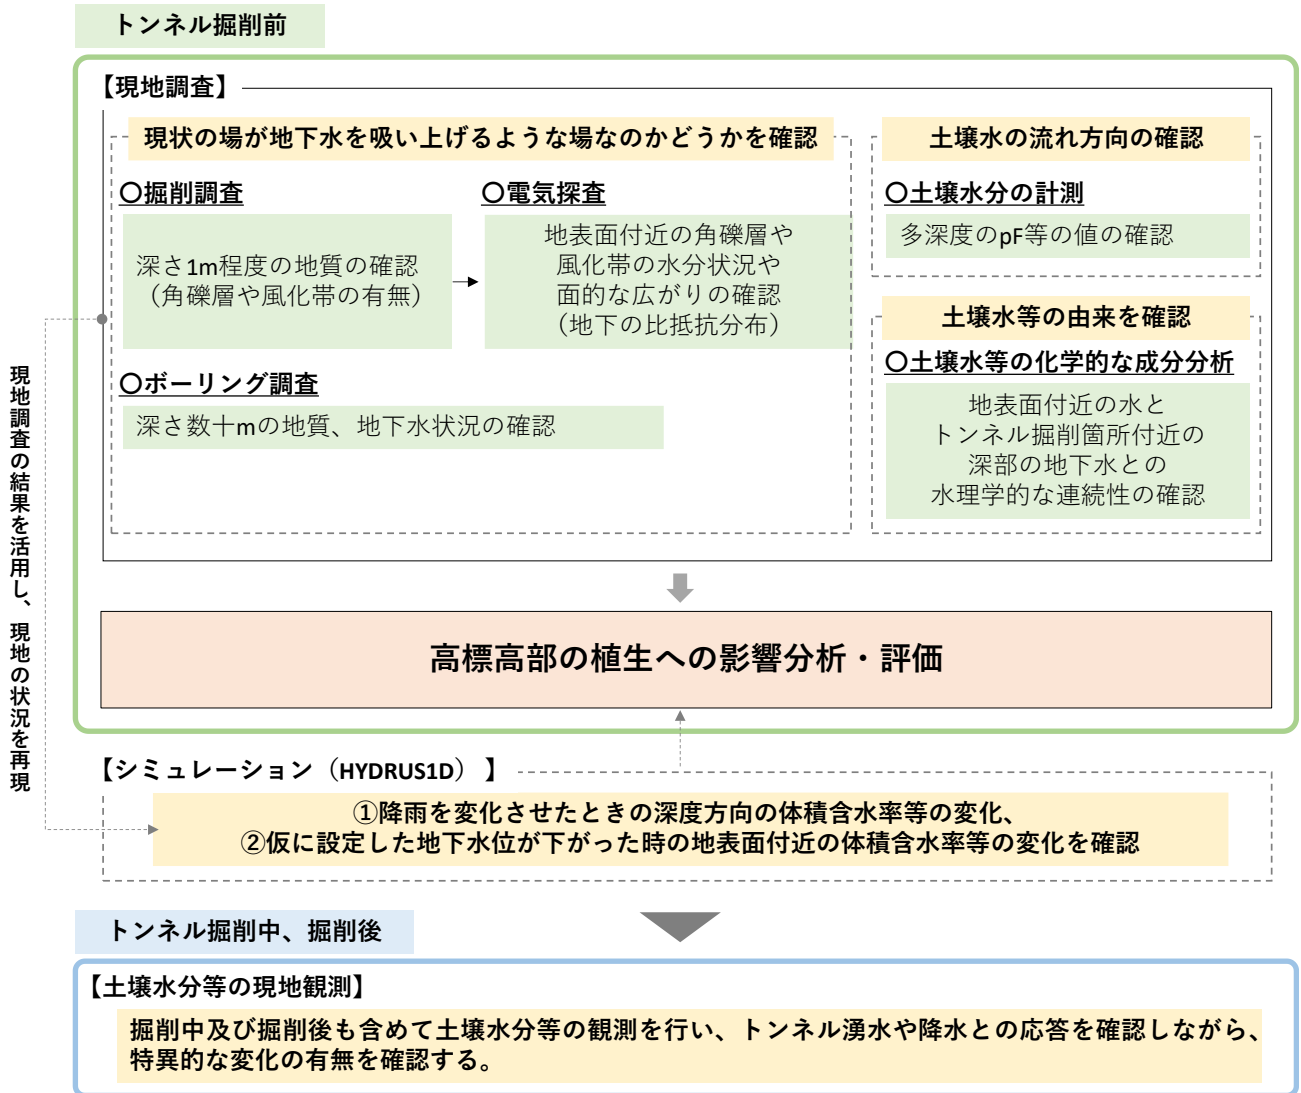 トンネル掘削前
【現地調査】
現状の場が地下水を吸い上げるような場なのかどうかを確認
〇掘削調査
深さ1m程度の地質の確認
（角礫層や風化帯の有無）
〇電気探査
地表面付近の角礫層や
風化帯の水分状況や
面的な広がりの確認
（地下の比抵抗分布）
〇ボーリング調査
深さ数十mの地質、地下水状況の確認
土壌水の流れ方向の確認
〇土壌水分の計測
多深度のpF等の値の確認
土壌水等の由来を確認
〇土壌水等の化学的な成分分析
地表面付近の水と
トンネル掘削箇所付近の
深部の地下水との
水理学的な連続性の確認
高標高部の植生への影響分析・評価
現地調査の結果を活用し、現地の状況を再現
【シミュレーション（HYDRUS1D）】
①降雨を変化させたときの深度方向の体積含水率等の変化、
②仮に設定した地下水位が下がった時の地表面付近の体積含水率等の変化を確認
トンネル掘削中、掘削後
【土壌水分等の現地観測】
掘削中及び掘削後も含めて土壌水分等の観測を行い、トンネル湧水や降水との応答を確認しながら、
特異的な変化の有無を確認する。